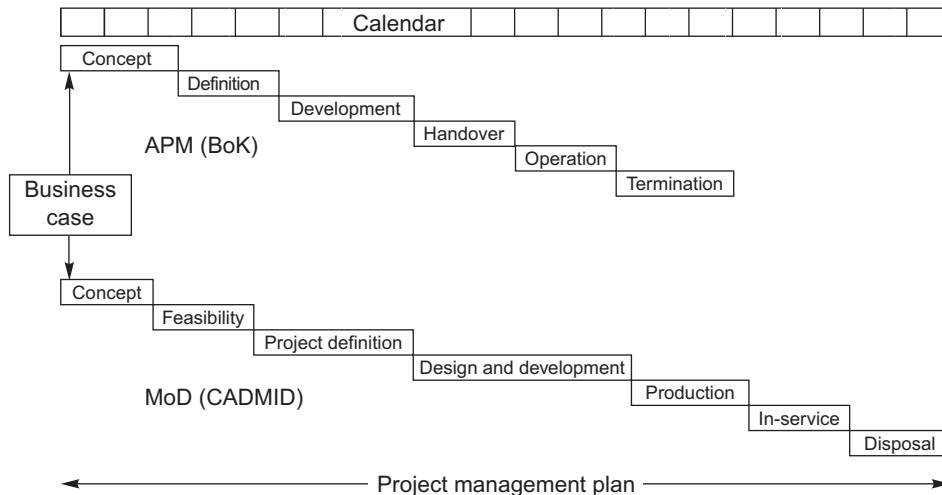 Calendar
Concept
Definition
Development
Handover
Operation
Termination
APM (BoK)
Business
case
Concept
Feasibility
Project definition
Design and development
Production
In-service
Disposal
MoD (CADMID)
Project management plan